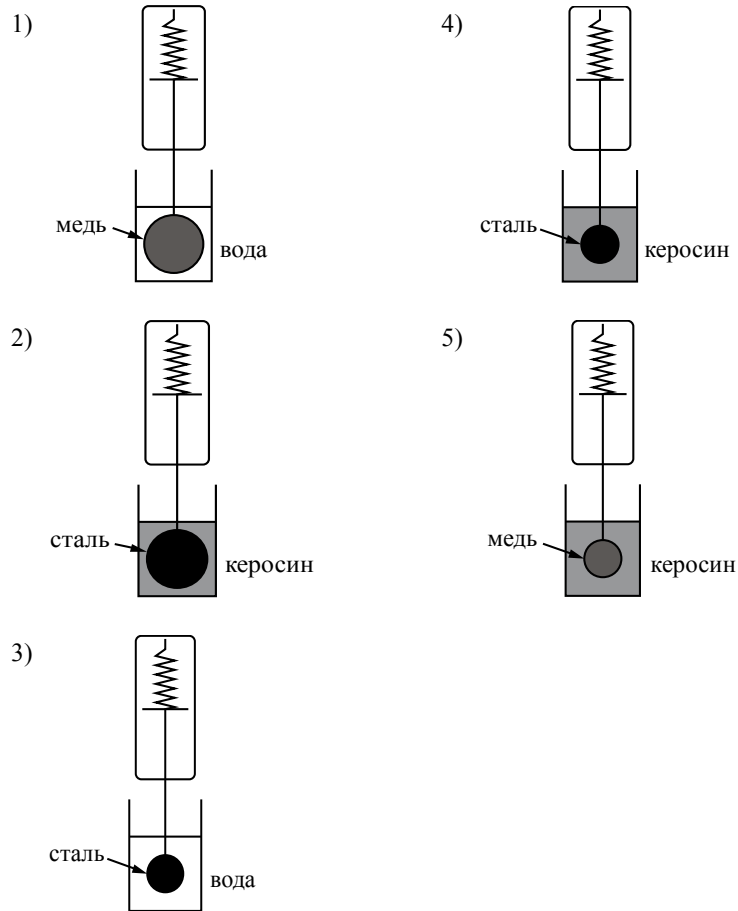 1)
медь
вода
2)
сталь
керосин
3)
сталь
вода
4)
сталь
керосин
5)
медь
керосин